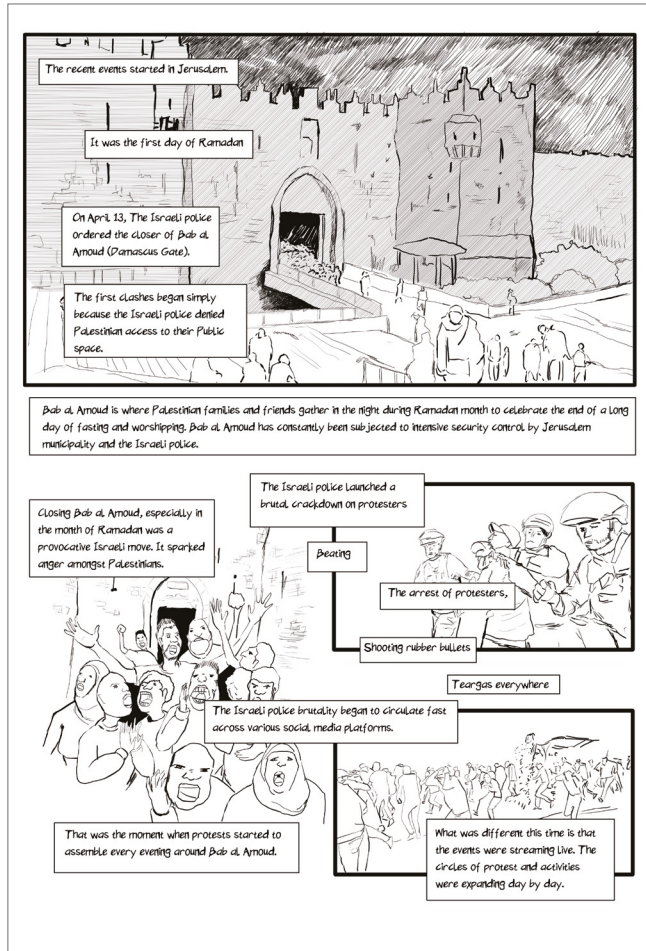 The recent events started in Jerusalem.
It was the first day of Ramadan
On April 13, The Israeli police
ordered the closer of Bab al
Amoud (Damascus Gate).
The first clashes began simply
because the Israeli police denied
Palestinian access to their Public
space.
Bab al Amoud is where Palestinian families and friends gather in the night during Ramadan month to celebrate the end of a long
day of fasting and worshipping. Bab al Amoud has constantly been subjected to intensive security control by Jerusalem
municipality and the Israeli police.
Closing Bab al Amoud, especially in
the month of Ramadan was a
provocative Israeli move. It sparked
anger amongst Palestinians.
The Israeli police launched a
brutal crackdown on protesters
Beating
The arrest of protesters,
Shooting rubber bullets
Teargas everywhere
The Israeli police brutality began to circulate fast
across various social media platforms.
That was the moment when protests started to
assemble every evening around Bab al Amoud.
What was different this time is that
the events were streaming live. The
circles of protest and activities
were expanding day by day.